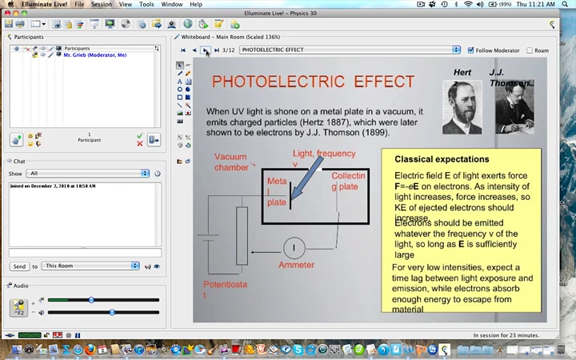 Elluminate Live! File Session View Tools Window Help
(99%) Thu 11:21 AM
Elluminate Live! - Physics 30
Participants
Participants
Mr. Grieb (Moderator, Me)
1
Participant
Chat
Show All
Joined on December 2, 2010 at 10:58 AM
Send to This Room
Audio
Whiteboard - Main Room (Scaled 136%)
3/12 PHOTOELECTRIC EFFECT
Follow Moderator Roam
PHOTOELECTRIC EFFECT
Hert
z
J.J.
Thomson
When UV light is shone on a metal plate in a vacuum, it
emits charged particles (Hertz 1887), which were later
shown to be electrons by J.J. Thomson (1899).
Vacuum
chamber
Light, frequency
ν
Meta
l
plate
Collectin
g plate
I
Ammeter
Potentiosta
t
Classical expectations
Electric field E of light exerts force
F=-eE on electrons. As intensity of
light increases, force increases, so
KE of ejected electrons should
increase.
Electrons should be emitted
whatever the frequency ν of the
light, so long as E is sufficiently
large
For very low intensities, expect a
time lag between light exposure and
emission, while electrons absorb
enough energy to escape from
material
In session for 23 minutes.